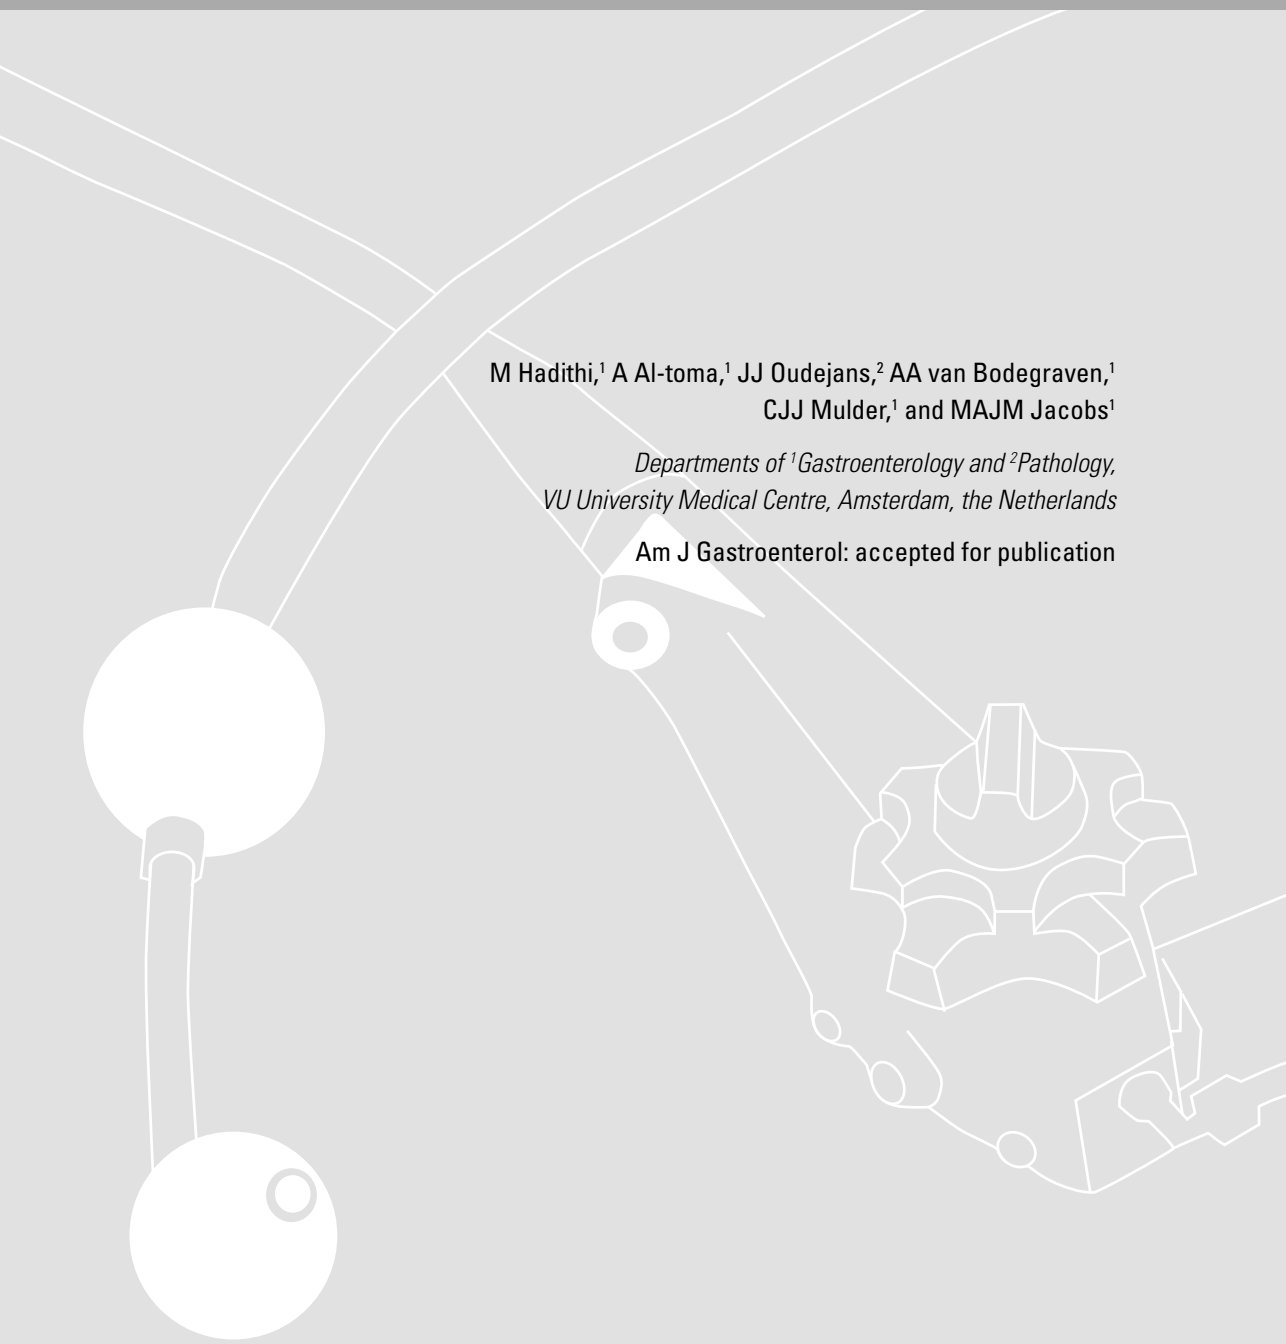 M Hadithi,¹ A Al-toma,¹ JJ Oudejans,² AA van Bodegraven,¹
CJJ Mulder,¹ and MAJM Jacobs¹
Departments of ¹Gastroenterology and ²Pathology,
VU University Medical Centre, Amsterdam, the Netherlands
Am J Gastroenterol: accepted for publication